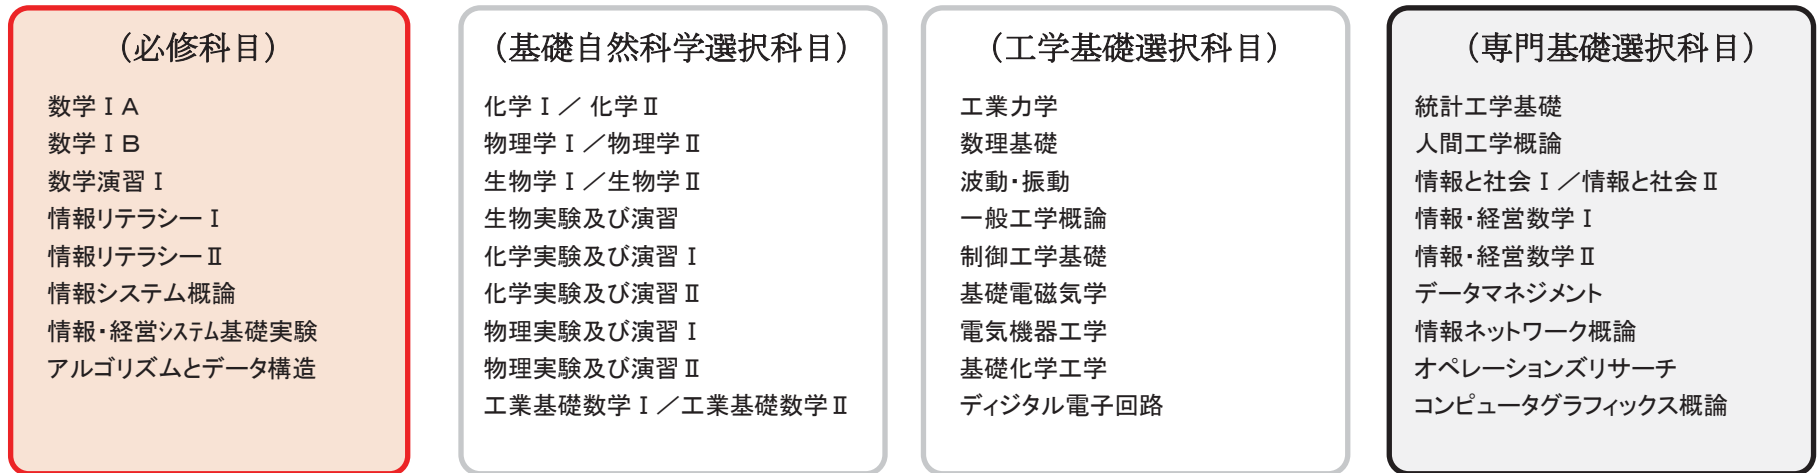 （必修科目）
数学ⅠA
数学ⅠB
数学演習Ⅰ
情報リテラシーⅠ
情報リテラシーⅡ
情報システム概論
情報・経営システム基礎実験
アルゴリズムとデータ構造
（基礎自然科学選択科目）
化学Ⅰ／ 化学Ⅱ
物理学Ⅰ／物理学Ⅱ
生物学Ⅰ／生物学Ⅱ
生物実験及び演習
化学実験及び演習Ⅰ
化学実験及び演習Ⅱ
物理実験及び演習Ⅰ
物理実験及び演習Ⅱ
工業基礎数学Ⅰ／工業基礎数学Ⅱ
（工学基礎選択科目）
工業力学
数理基礎
波動・振動
一般工学概論
制御工学基礎
基礎電磁気学
電気機器工学
基礎化学工学
ディジタル電子回路
（専門基礎選択科目）
統計工学基礎
人間工学概論
情報と社会Ⅰ／情報と社会Ⅱ
情報・経営数学Ⅰ
情報・経営数学Ⅱ
データマネジメント
情報ネットワーク概論
オペレーションズリサーチ
コンピュータグラフィックス概論